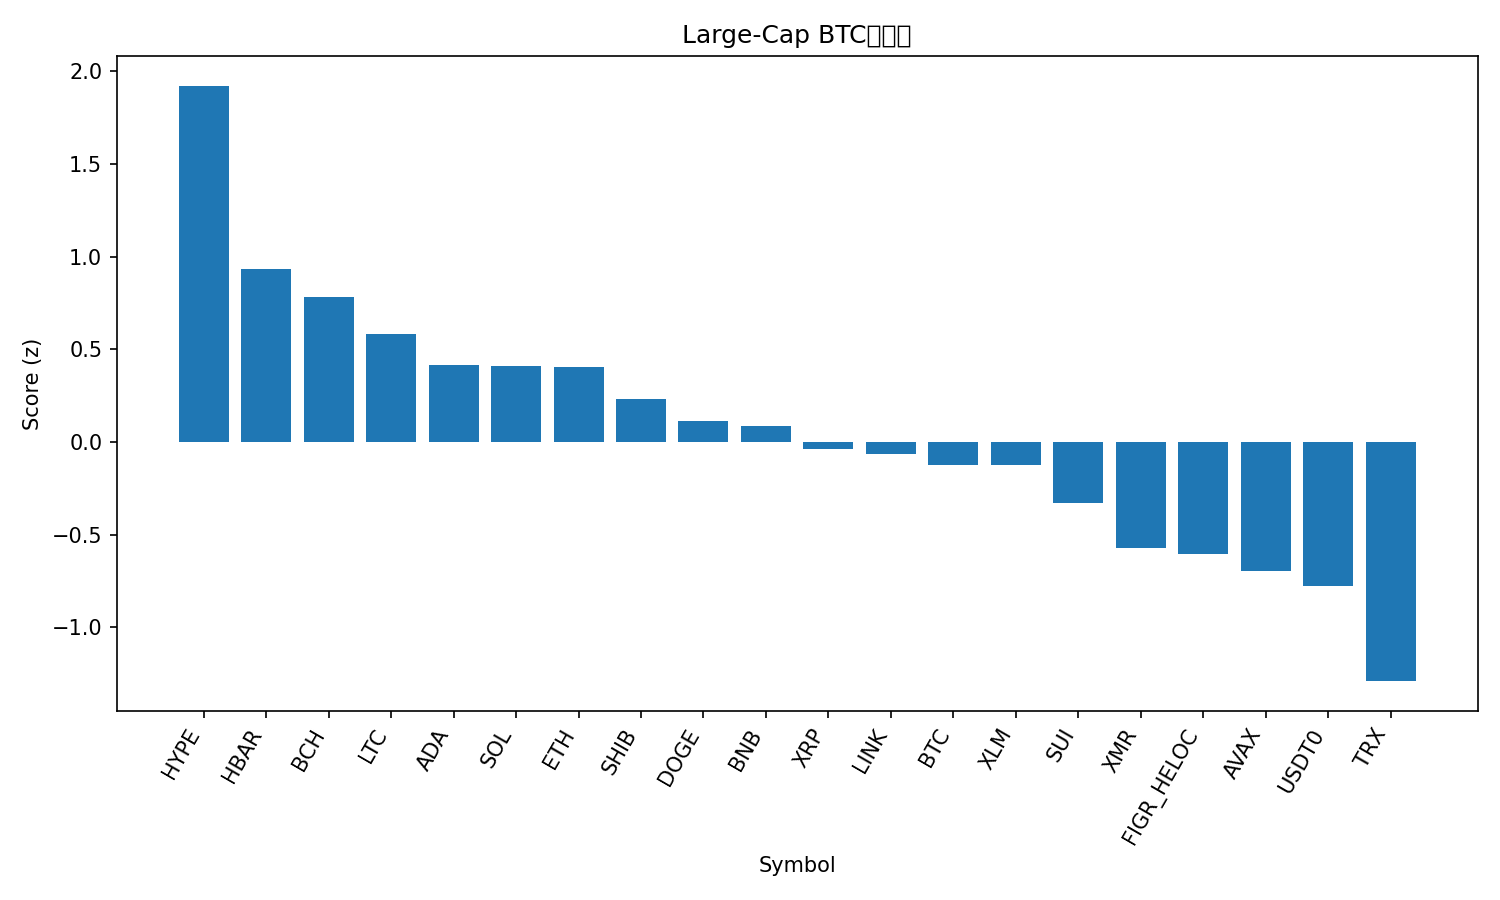 Large-Cap BTC
Score (z)
2.0
1.5
1.0
0.5
0.0
−0.5
−1.0
HYPE
HBAR
BCH
LTC
ADA
SOL
ETH
SHIB
DOGE
BNB
XRP
LINK
BTC
XLM
SUI
XMR
FIGR_HELOC
AVAX
USDT0
TRX
Symbol